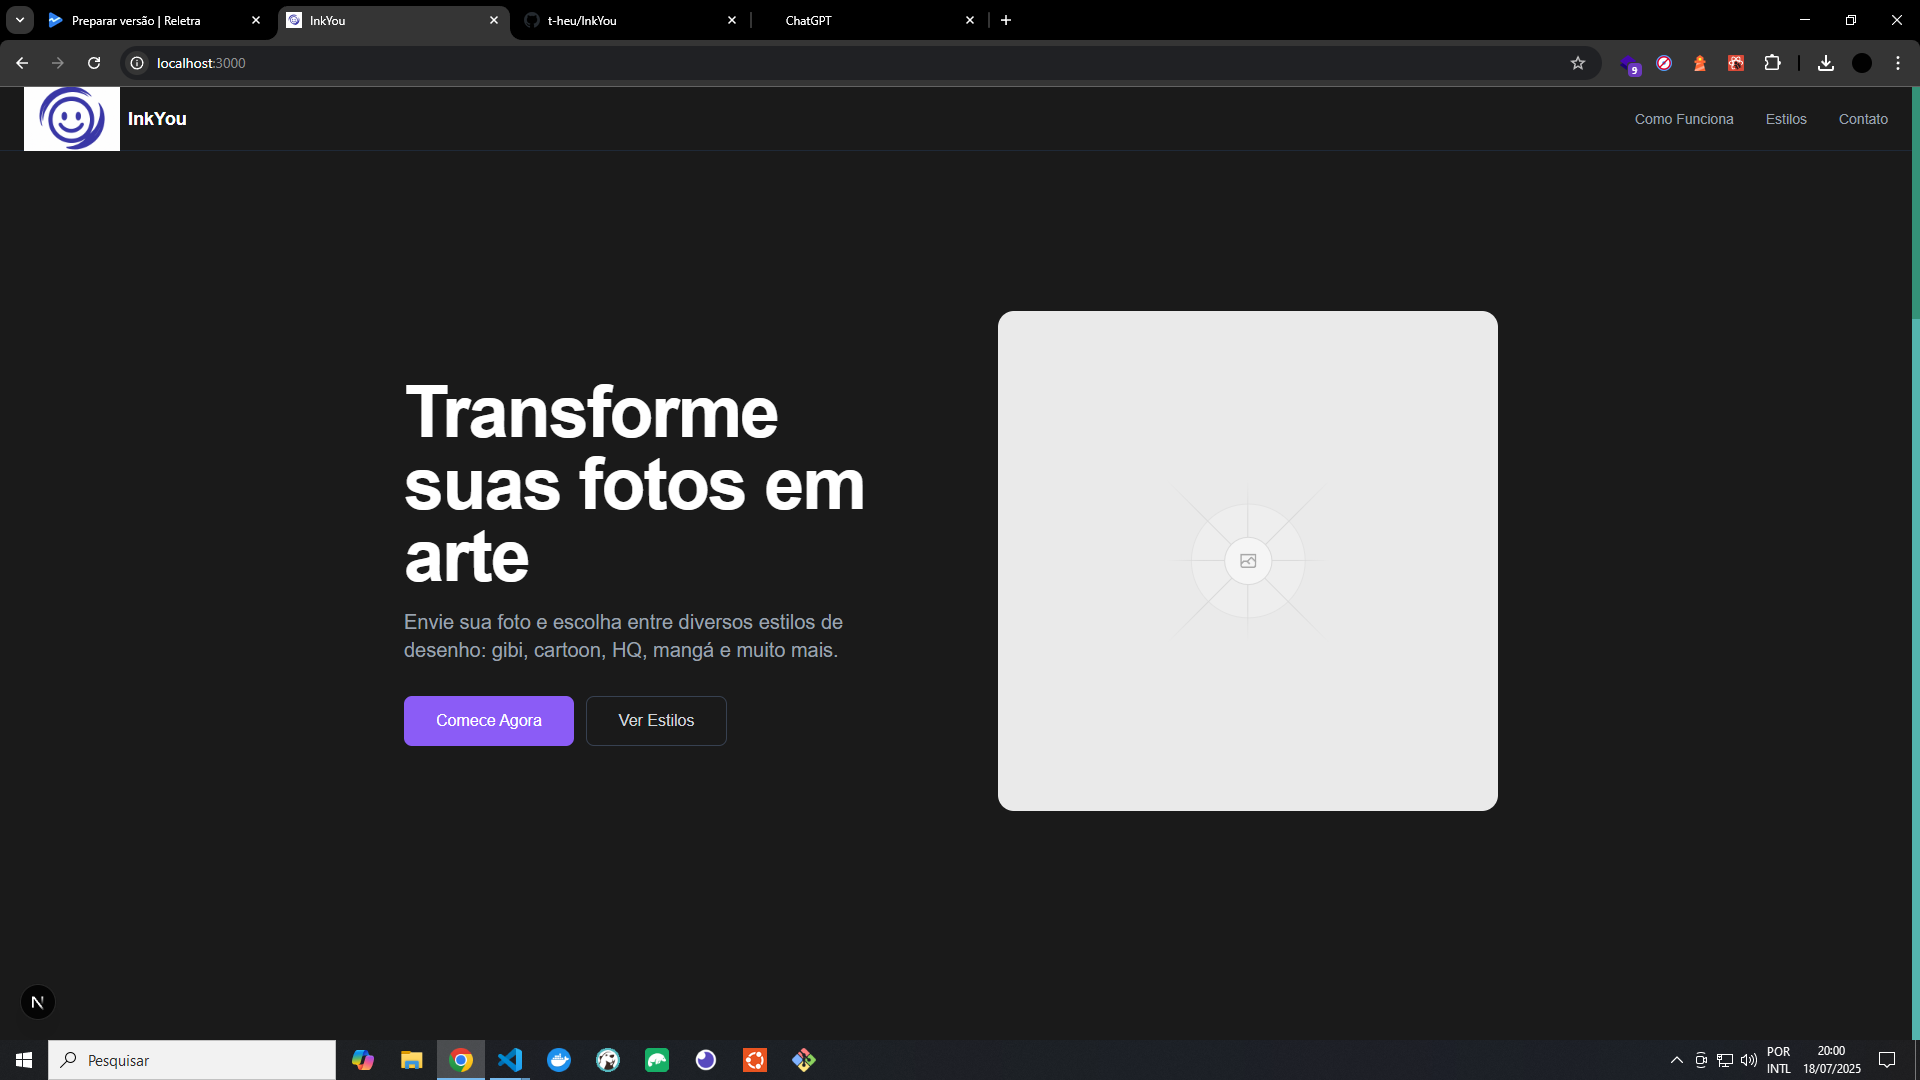 Preparar versão | Reletra
InkYou
t-heu/InkYou
ChatGPT
localhost:3000
9
InkYou
Como Funciona
Estilos
Contato
Transforme
suas fotos em
arte
Envie sua foto e escolha entre diversos estilos de
desenho: gibi, cartoon, HQ, mangá e muito mais.
Comece Agora
Ver Estilos
N
Pesquisar
POR
INTL
20:00
18/07/2025